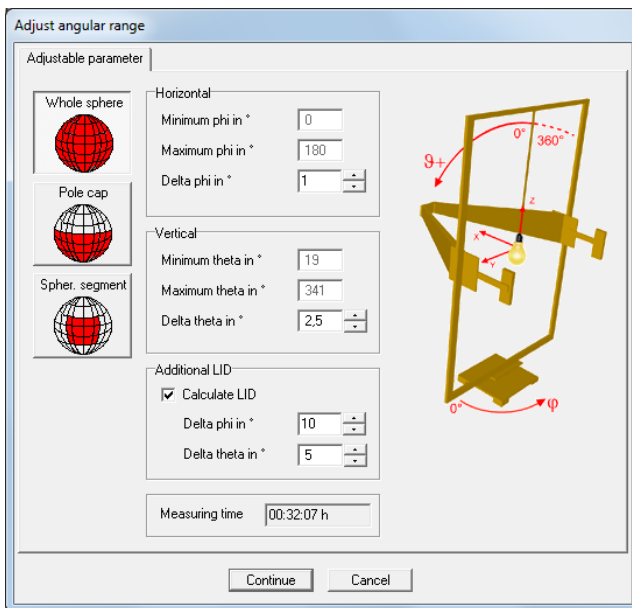 Adjust angular range
Adjustable parameter
Whole sphere
Pole cap
Spher. segment
Horizontal
Minimum phi in ° 0
Maximum phi in ° 180
Delta phi in ° 1
Vertical
Minimum theta in ° 19
Maximum theta in ° 341
Delta theta in ° 2,5
Additional LID
Calculate LID
Delta phi in ° 10
Delta theta in ° 5
Measuring time 00:32:07 h
ϑ+
0° 360°
Z
X
Y
0° φ
Continue Cancel